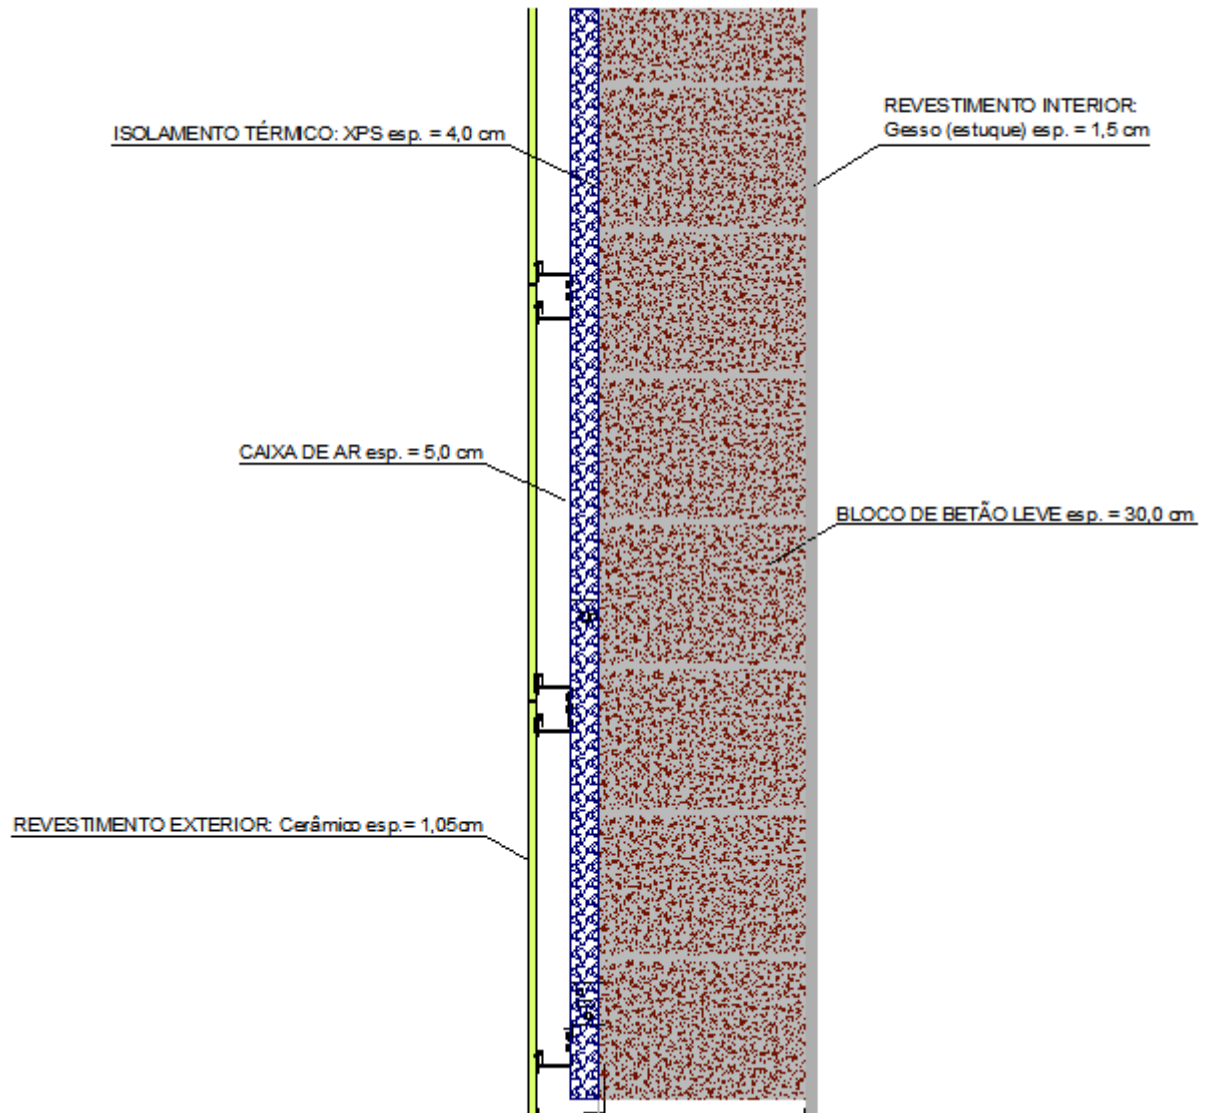 REVESTIMENTO INTERIOR:
Gesso (estuque) esp. = 1,5 cm
ISOLAMENTO TÉRMICO: XPS esp. = 4,0 cm
CAIXA DE AR esp. = 5,0 cm
BLOCO DE BETÃO LEVE esp. = 30,0 cm
REVESTIMENTO EXTERIOR: Cerâmico esp.= 1,05cm